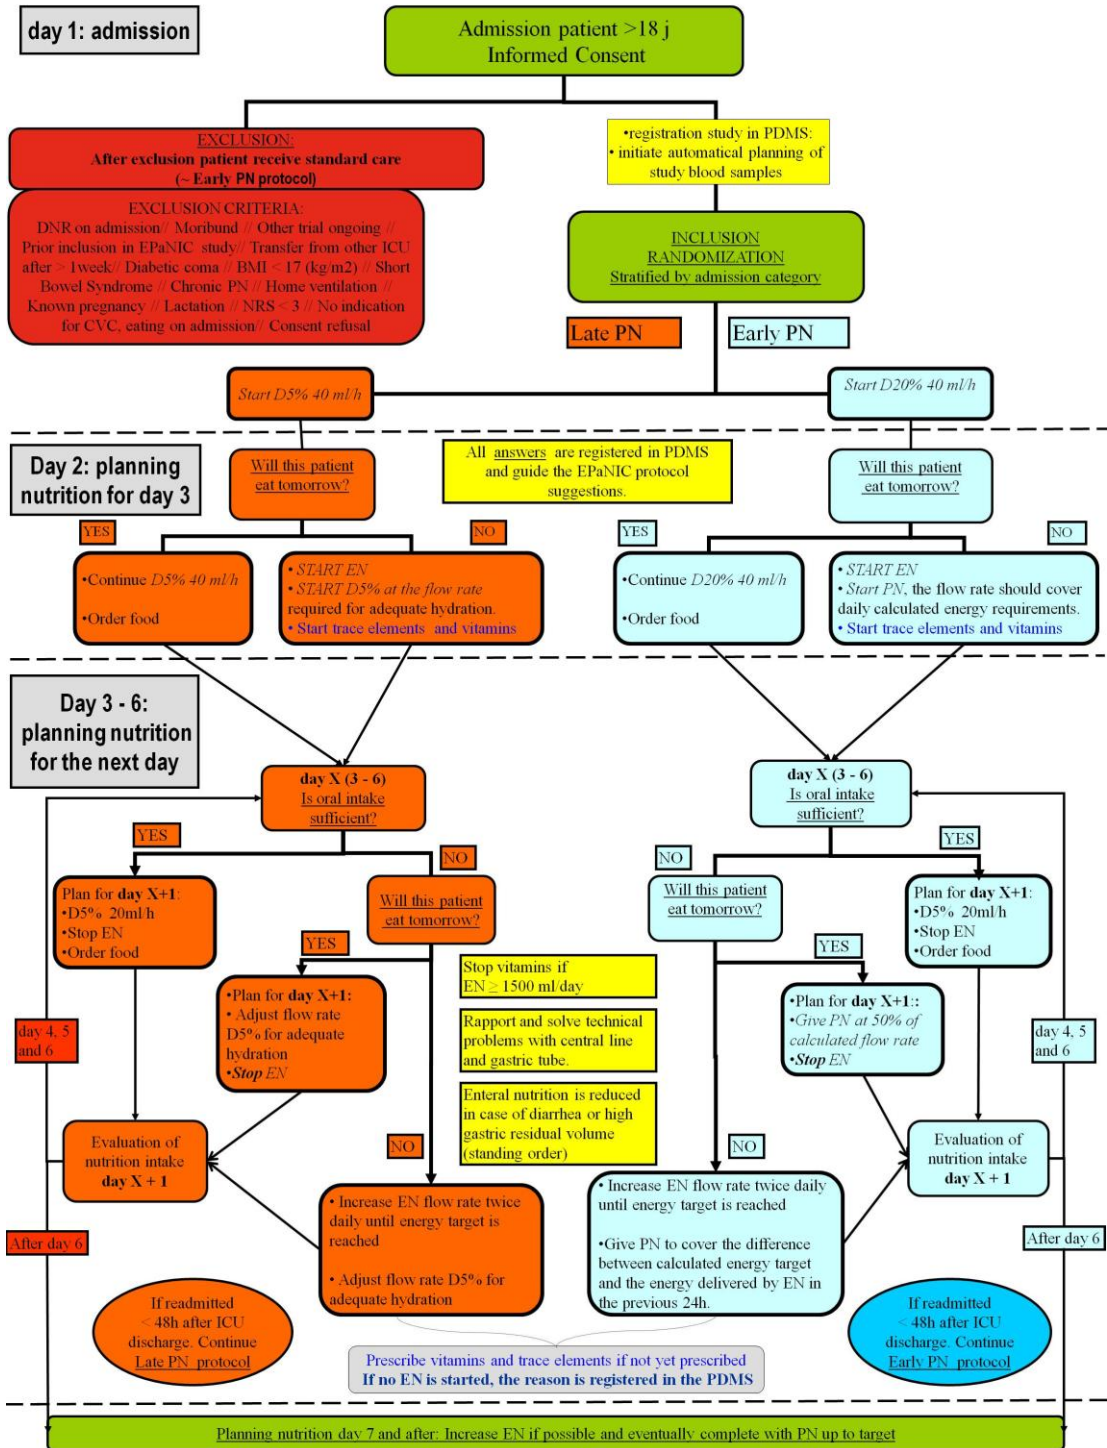 day 1: admission
Admission patient >18 j
Informed Consent
EXCLUSION:
After exclusion patient receive standard care
(~ Early PN protocol)
EXCLUSION CRITERIA:
DNR on admission// Moribund // Other trial ongoing //
Prior inclusion in EPaNIC study// Transfer from other ICU
after > 1week// Diabetic coma // BMI < 17 (kg/m2) // Short
Bowel Syndrome // Chronic PN // Home ventilation //
Known pregnancy // Lactation // NRS < 3 // No indication
for CVC, eating on admission// Consent refusal
•registration study in PDMS:
• initiate automatical planning of
study blood samples
INCLUSION
RANDOMIZATION
Stratified by admission category
Late PN
Early PN
Start D5% 40 ml/h
Start D20% 40 ml/h
Day 2: planning
nutrition for day 3
Will this patient
eat tomorrow?
All answers are registered in PDMS
and guide the EPaNIC protocol
suggestions.
Will this patient
eat tomorrow?
YES
NO
YES
NO
•Continue D5% 40 ml/h
•Order food
• START EN
• START D5% at the flow rate
required for adequate hydration.
• Start trace elements and vitamins
•Continue D20% 40 ml/h
•Order food
• START EN
• Start PN, the flow rate should cover
daily calculated energy requirements.
• Start trace elements and vitamins
Day 3 - 6:
planning nutrition
for the next day
day X (3 - 6)
Is oral intake
sufficient?
day X (3 - 6)
Is oral intake
sufficient?
YES
NO
NO
YES
Plan for day X+1:
•D5% 20ml/h
•Stop EN
•Order food
Will this patient
eat tomorrow?
Will this patient
eat tomorrow?
Plan for day X+1:
•D5% 20ml/h
•Stop EN
•Order food
YES
YES
Stop vitamins if
EN ≥ 1500 ml/day
•Plan for day X+1:
• Adjust flow rate
D5% for adequate
hydration
•Stop EN
•Plan for day X+1::
•Give PN at 50% of
calculated flow rate
•Stop EN
Rapport and solve technical
problems with central line
and gastric tube.
day 4, 5
and 6
day 4, 5
and 6
Enteral nutrition is reduced
in case of diarrhea or high
gastric residual volume
(standing order)
Evaluation of
nutrition intake
day X + 1
NO
NO
Evaluation of
nutrition intake
day X + 1
• Increase EN flow rate twice
daily until energy target is
reached
• Adjust flow rate D5% for
adequate hydration
• Increase EN flow rate twice
daily until energy target is reached
•Give PN to cover the difference
between calculated energy target
and the energy delivered by EN in
the previous 24h.
After day 6
After day 6
If readmitted
< 48h after ICU
discharge. Continue
Late PN protocol
If readmitted
< 48h after ICU
discharge. Continue
Early PN protocol
Prescribe vitamins and trace elements if not yet prescribed
If no EN is started, the reason is registered in the PDMS
Planning nutrition day 7 and after: Increase EN if possible and eventually complete with PN up to target